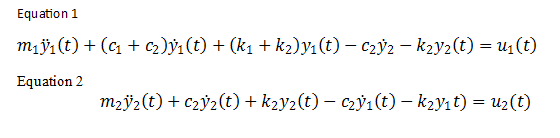 Equation 1
m₁ÿ₁(t) + (c₁ + c₂)ẏ₁(t) + (k₁ + k₂)y₁(t) − c₂ẏ₂ − k₂y₂(t) = u₁(t)
Equation 2
m₂ÿ₂(t) + c₂ẏ₂(t) + k₂y₂(t) − c₂ẏ₁(t) − k₂y₁t) = u₂(t)